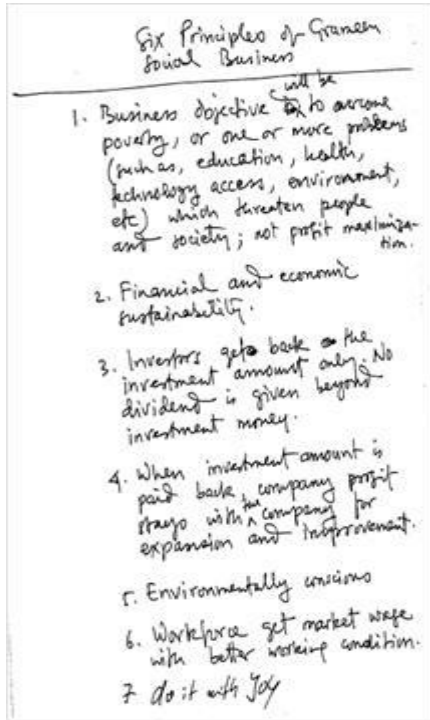 Six Principles of Grameen
Social Business
1. Business objective will be to overcome
poverty, or one or more problems
(such as, education, health,
technology access, environment,
etc) which threaten people
and society; not profit maximiza-
tion.
2. Financial and economic
sustainability.
3. Investors get back the
investment amount only. No
dividend is given beyond
investment money.
4. When investment amount is
paid back, company profit
stays with the company for
expansion and improvement.
5. Environmentally conscious
6. Workforce get market wage
with better working condition.
7 do it with Joy